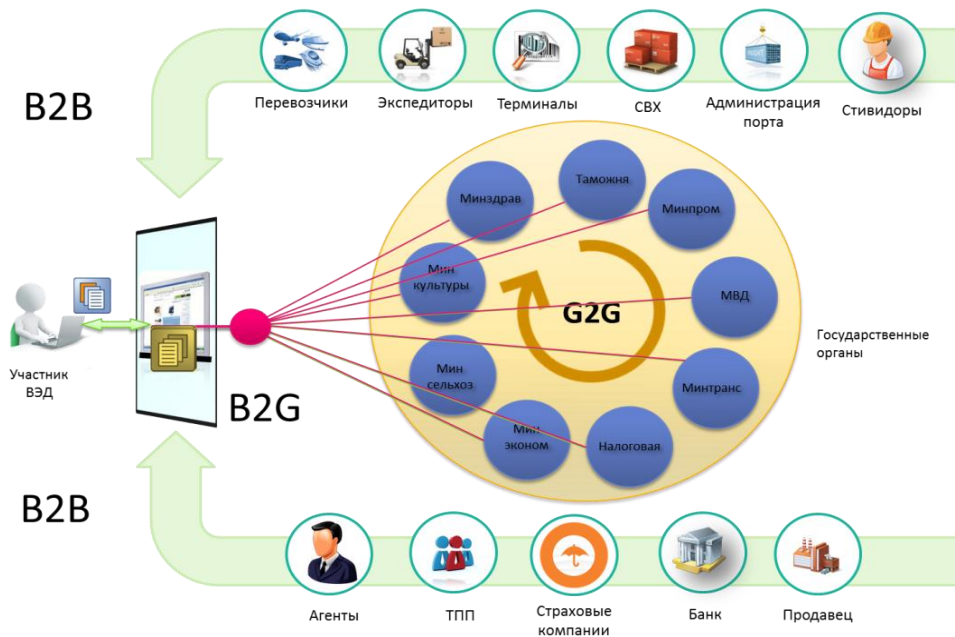 B2B
Перевозчики
Экспедиторы
Терминалы
СВХ
Администрация
порта
Стивидоры
Минздрав
Таможня
Минпром
Мин
культуры
МВД
G2G
Государственные
органы
Участник
ВЭД
B2G
Мин
сельхоз
Минтранс
Мин
эконом
Налоговая
B2B
Агенты
ТПП
Страховые
компании
Банк
Продавец